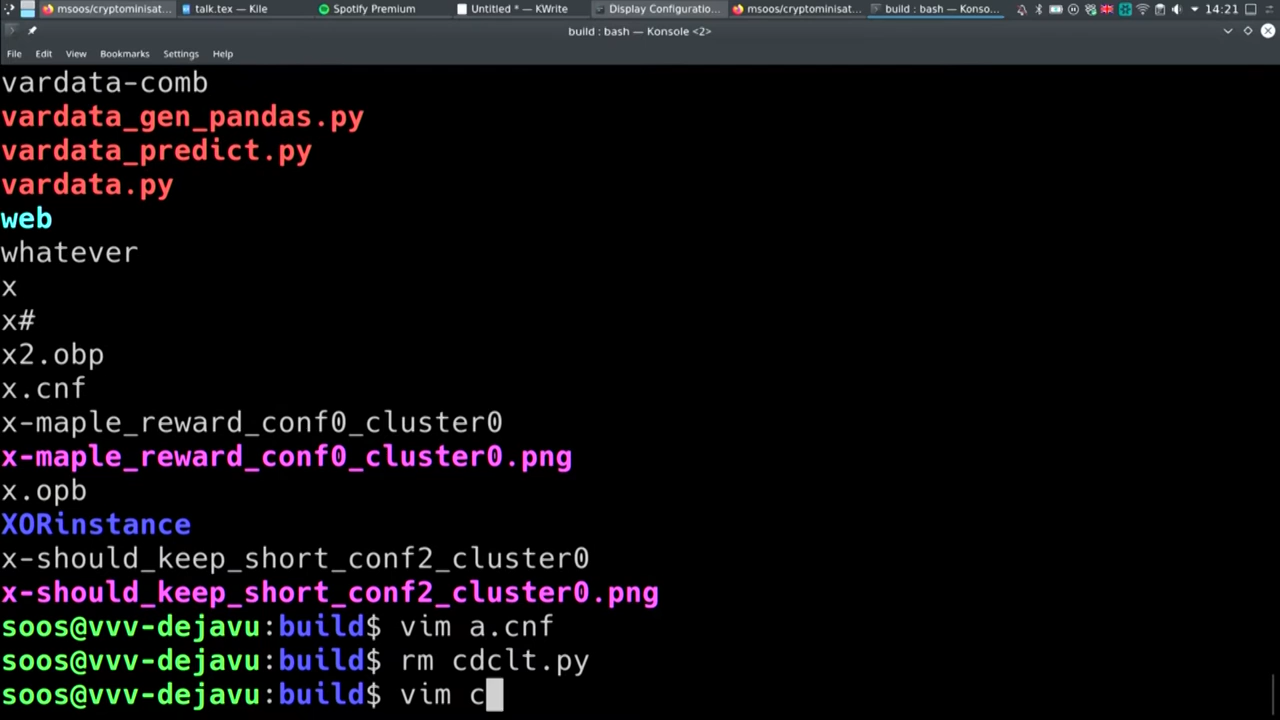 msoos/cryptominisat... talk.tex — Kile Spotify Premium Untitled * — KWrite Display Configuratio... msoos/cryptominisat... build : bash — Konso... 14:21
build : bash — Konsole <2>
File Edit View Bookmarks Settings Help
vardata-comb
vardata_gen_pandas.py
vardata_predict.py
vardata.py
web
whatever
x
x#
x2.obp
x.cnf
x-maple_reward_conf0_cluster0
x-maple_reward_conf0_cluster0.png
x.opb
XORinstance
x-should_keep_short_conf2_cluster0
x-should_keep_short_conf2_cluster0.png
soos@vvv-dejavu:build$ vim a.cnf
soos@vvv-dejavu:build$ rm cdclt.py
soos@vvv-dejavu:build$ vim c